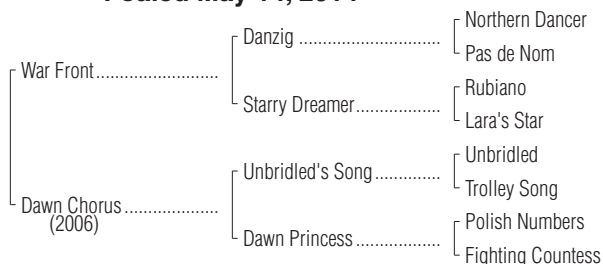 Northern Dancer
Danzig ................................
Pas de Nom
War Front...........................
Rubiano
Starry Dreamer...................
Lara's Star
Unbridled
Unbridled's Song...............
Trolley Song
Dawn Chorus.....................
(2006)
Polish Numbers
Dawn Princess...................
Fighting Countess